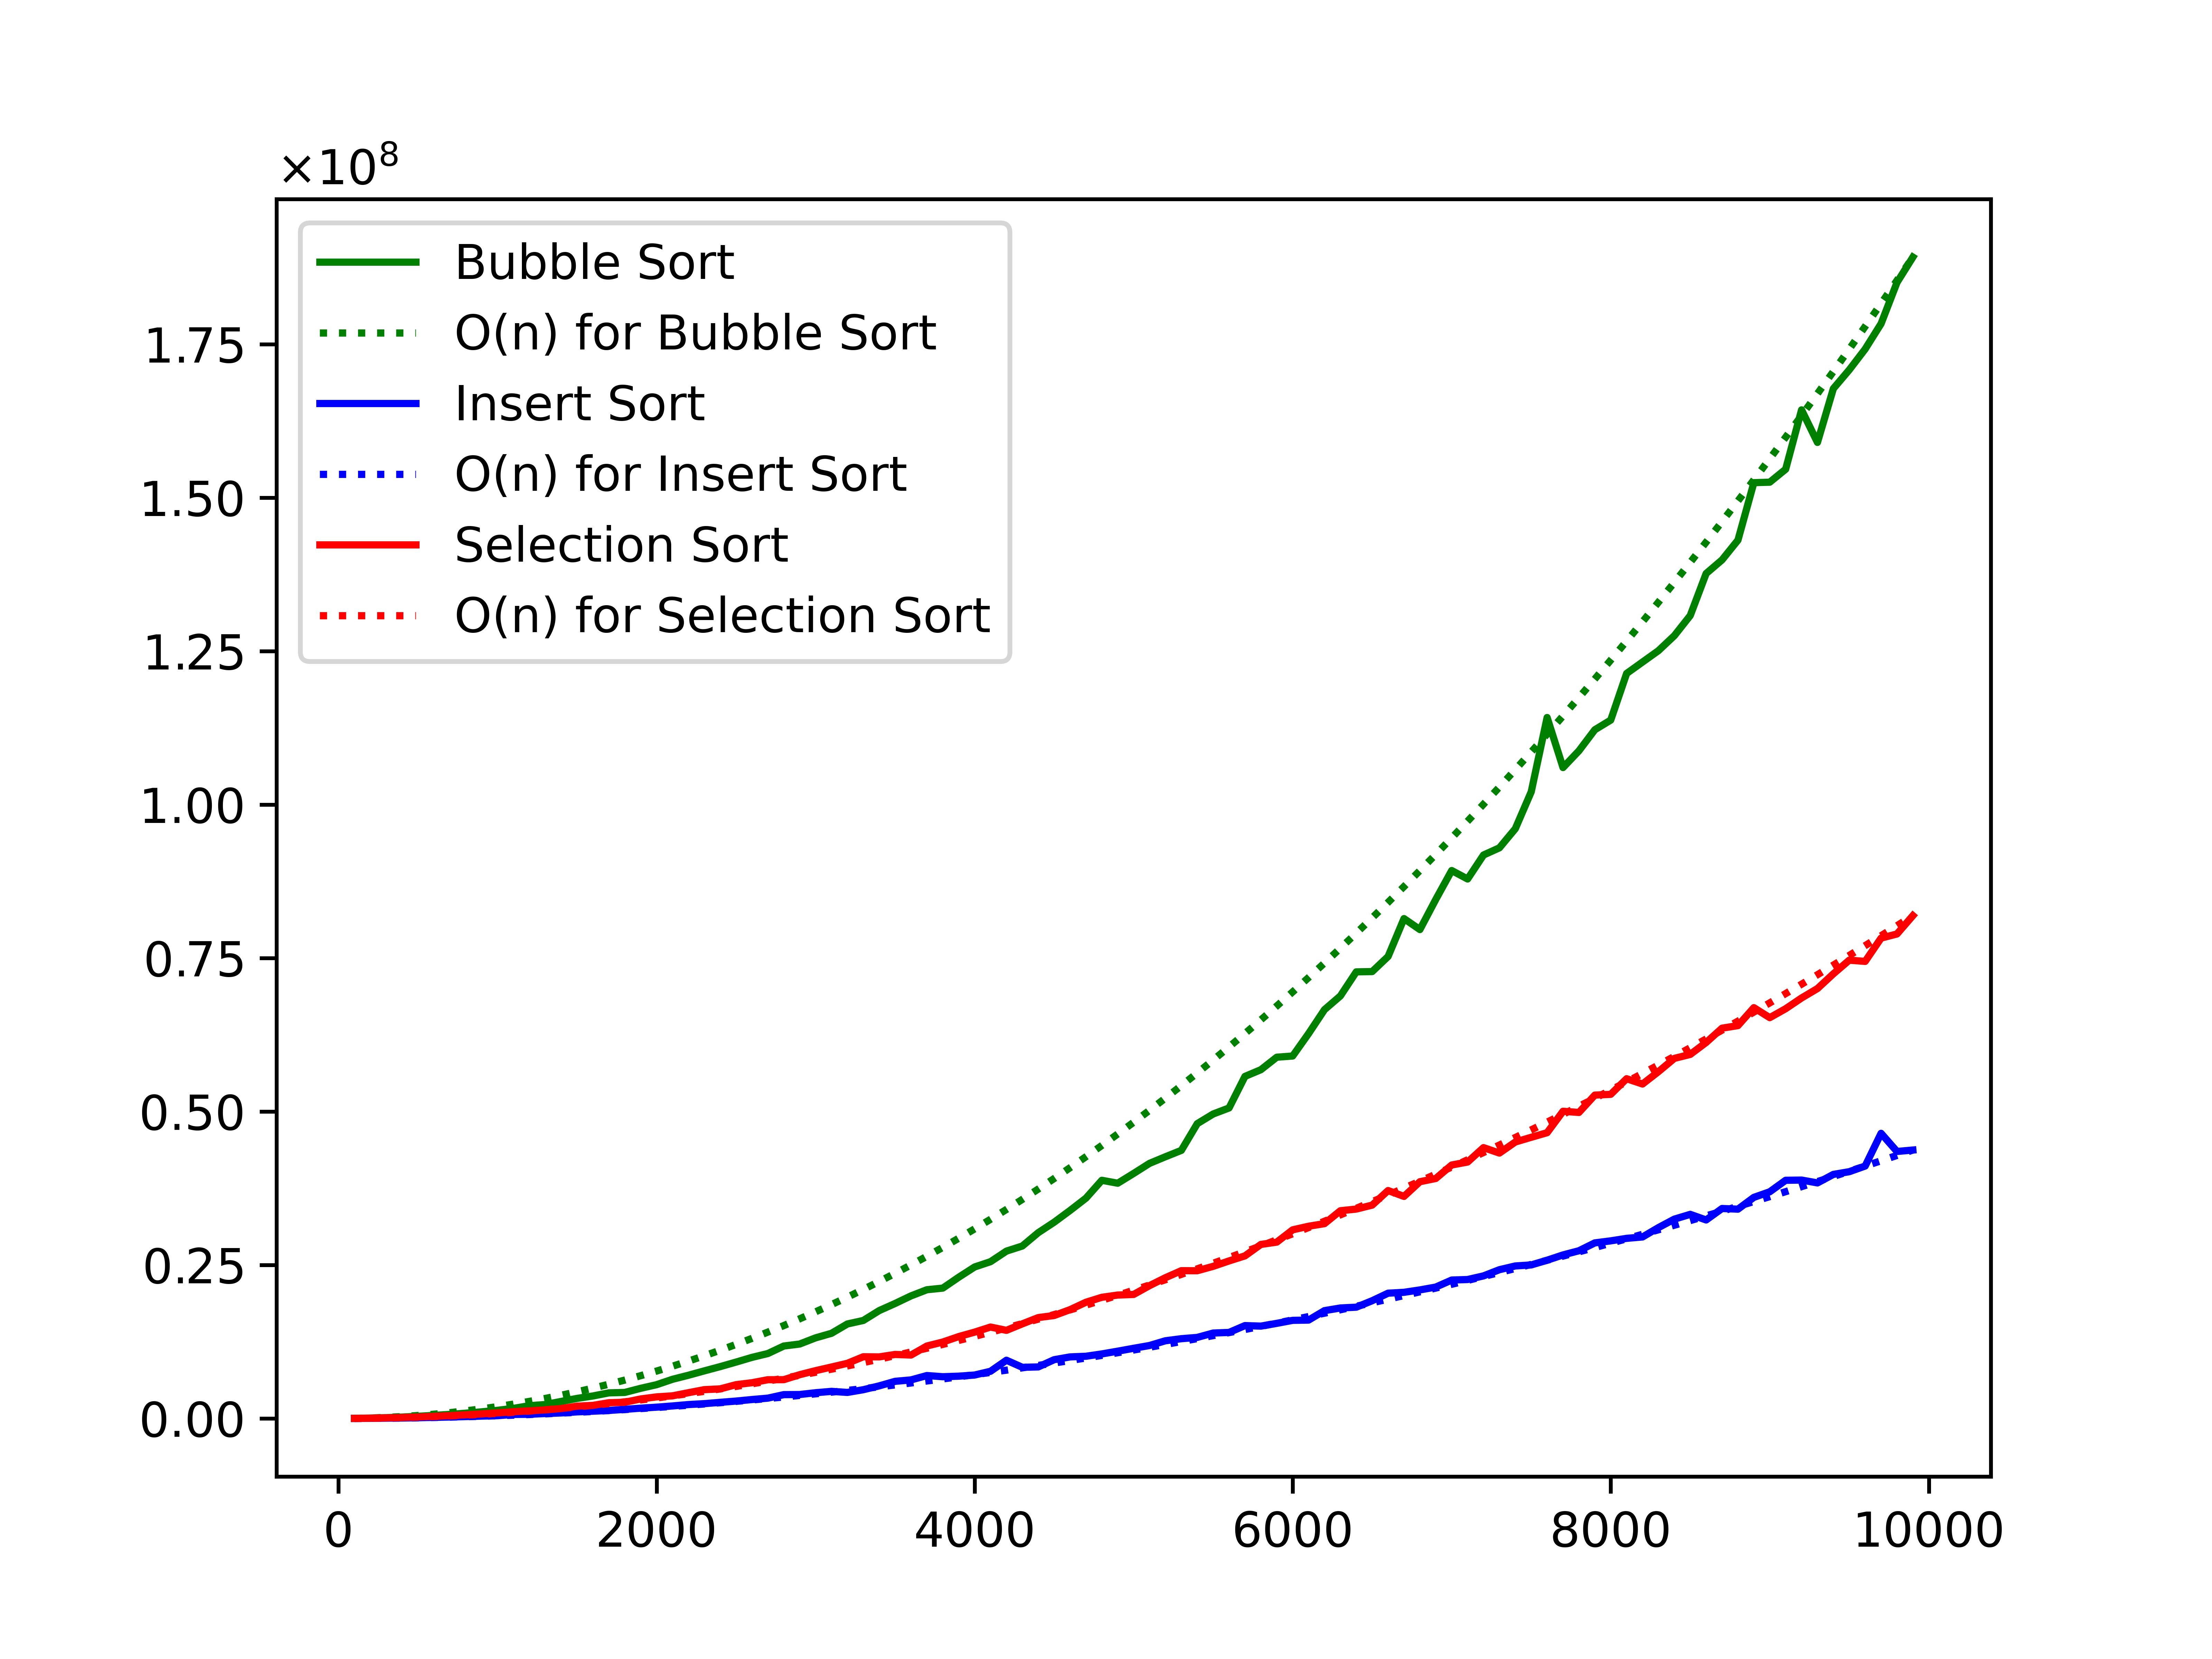 ×10⁸
Bubble Sort
O(n) for Bubble Sort
Insert Sort
O(n) for Insert Sort
Selection Sort
O(n) for Selection Sort
1.75
1.50
1.25
1.00
0.75
0.50
0.25
0.00
0 2000 4000 6000 8000 10000